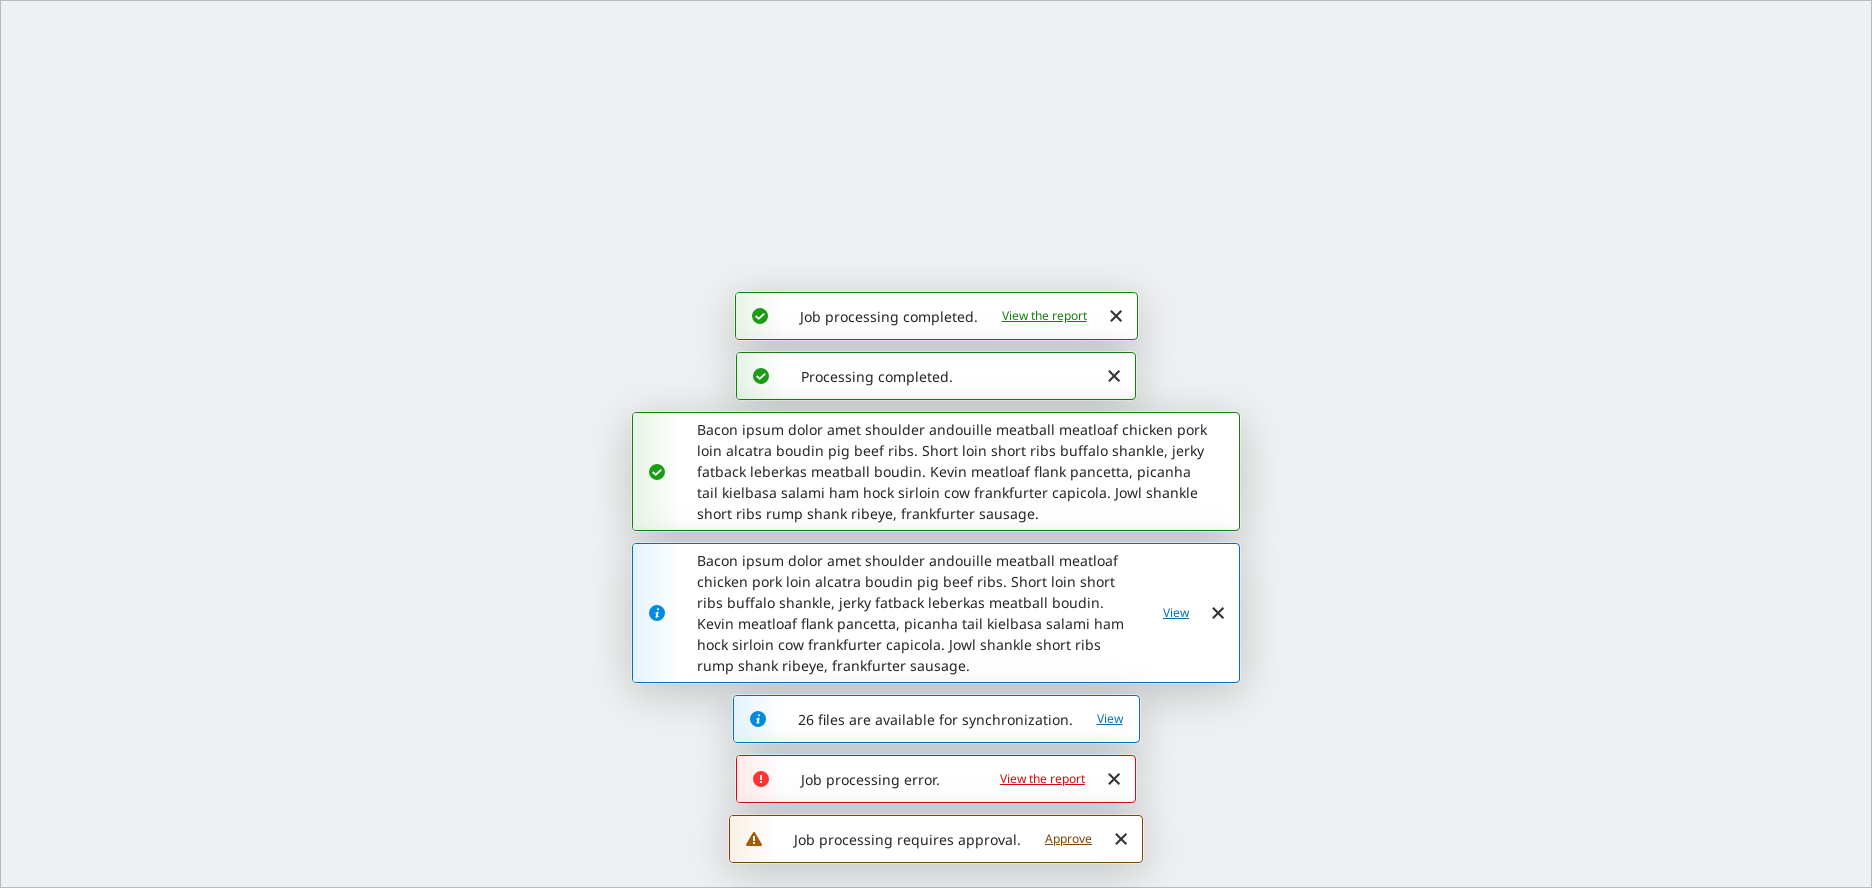 Job processing completed. View the report
Processing completed.
Bacon ipsum dolor amet shoulder andouille meatball meatloaf chicken pork
loin alcatra boudin pig beef ribs. Short loin short ribs buffalo shankle, jerky
fatback leberkas meatball boudin. Kevin meatloaf flank pancetta, picanha
tail kielbasa salami ham hock sirloin cow frankfurter capicola. Jowl shankle
short ribs rump shank ribeye, frankfurter sausage.
Bacon ipsum dolor amet shoulder andouille meatball meatloaf
chicken pork loin alcatra boudin pig beef ribs. Short loin short
ribs buffalo shankle, jerky fatback leberkas meatball boudin.
Kevin meatloaf flank pancetta, picanha tail kielbasa salami ham
hock sirloin cow frankfurter capicola. Jowl shankle short ribs
rump shank ribeye, frankfurter sausage.
View
26 files are available for synchronization. View
Job processing error. View the report
Job processing requires approval. Approve